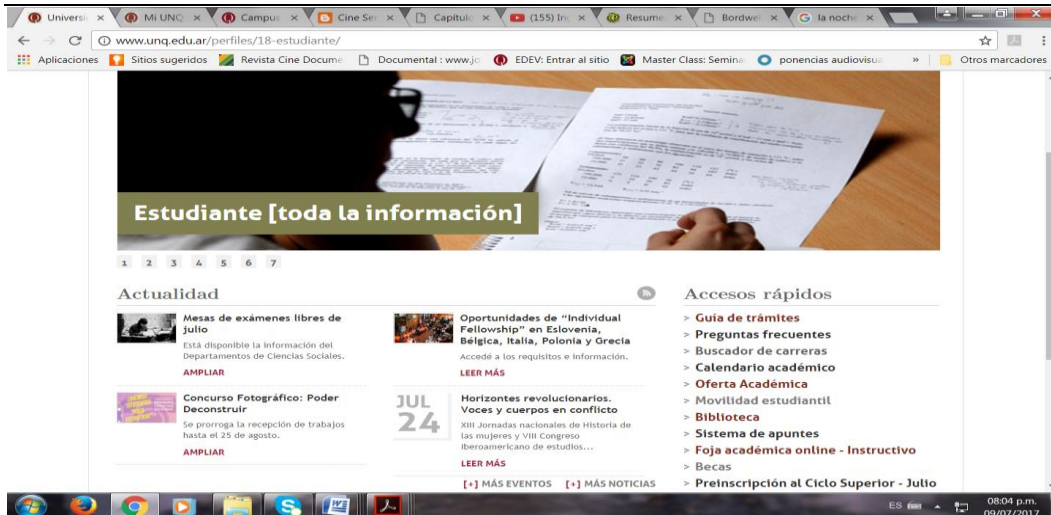 Universi
Mi UNQ
Campus
Cine Se
Capítulo
(155) In
Resume
Bordwe
la noche
www.unq.edu.ar/perfiles/18-estudiante/
Aplicaciones
Sitios sugeridos
Revista Cine Docume
Documental : www.jo
EDEV: Entrar al sitio
Master Class: Semina
ponencias audiovisua
»
Otros marcadores
Estudiante [toda la información]
1 2 3 4 5 6 7
Actualidad
Mesas de exámenes libres de
julio
Está disponible la información del
Departamentos de Ciencias Sociales.
AMPLIAR
Oportunidades de “Individual
Fellowship” en Eslovenia,
Bélgica, Italia, Polonia y Grecia
Accedé a los requisitos e información.
LEER MÁS
Concurso Fotográfico: Poder
Deconstruir
Se prorroga la recepción de trabajos
hasta el 25 de agosto.
AMPLIAR
JUL
24
Horizontes revolucionarios.
Voces y cuerpos en conflicto
XIII Jornadas nacionales de Historia de
las mujeres y VIII Congreso
Iberoamericano de estudios...
LEER MÁS
[+] MÁS EVENTOS [+] MÁS NOTICIAS
Accesos rápidos
> Guía de trámites
> Preguntas frecuentes
> Buscador de carreras
> Calendario académico
> Oferta Académica
> Movilidad estudiantil
> Biblioteca
> Sistema de apuntes
> Foja académica online - Instructivo
> Becas
> Preinscripción al Ciclo Superior - Julio
ES
08:04 p.m.
09/07/2017